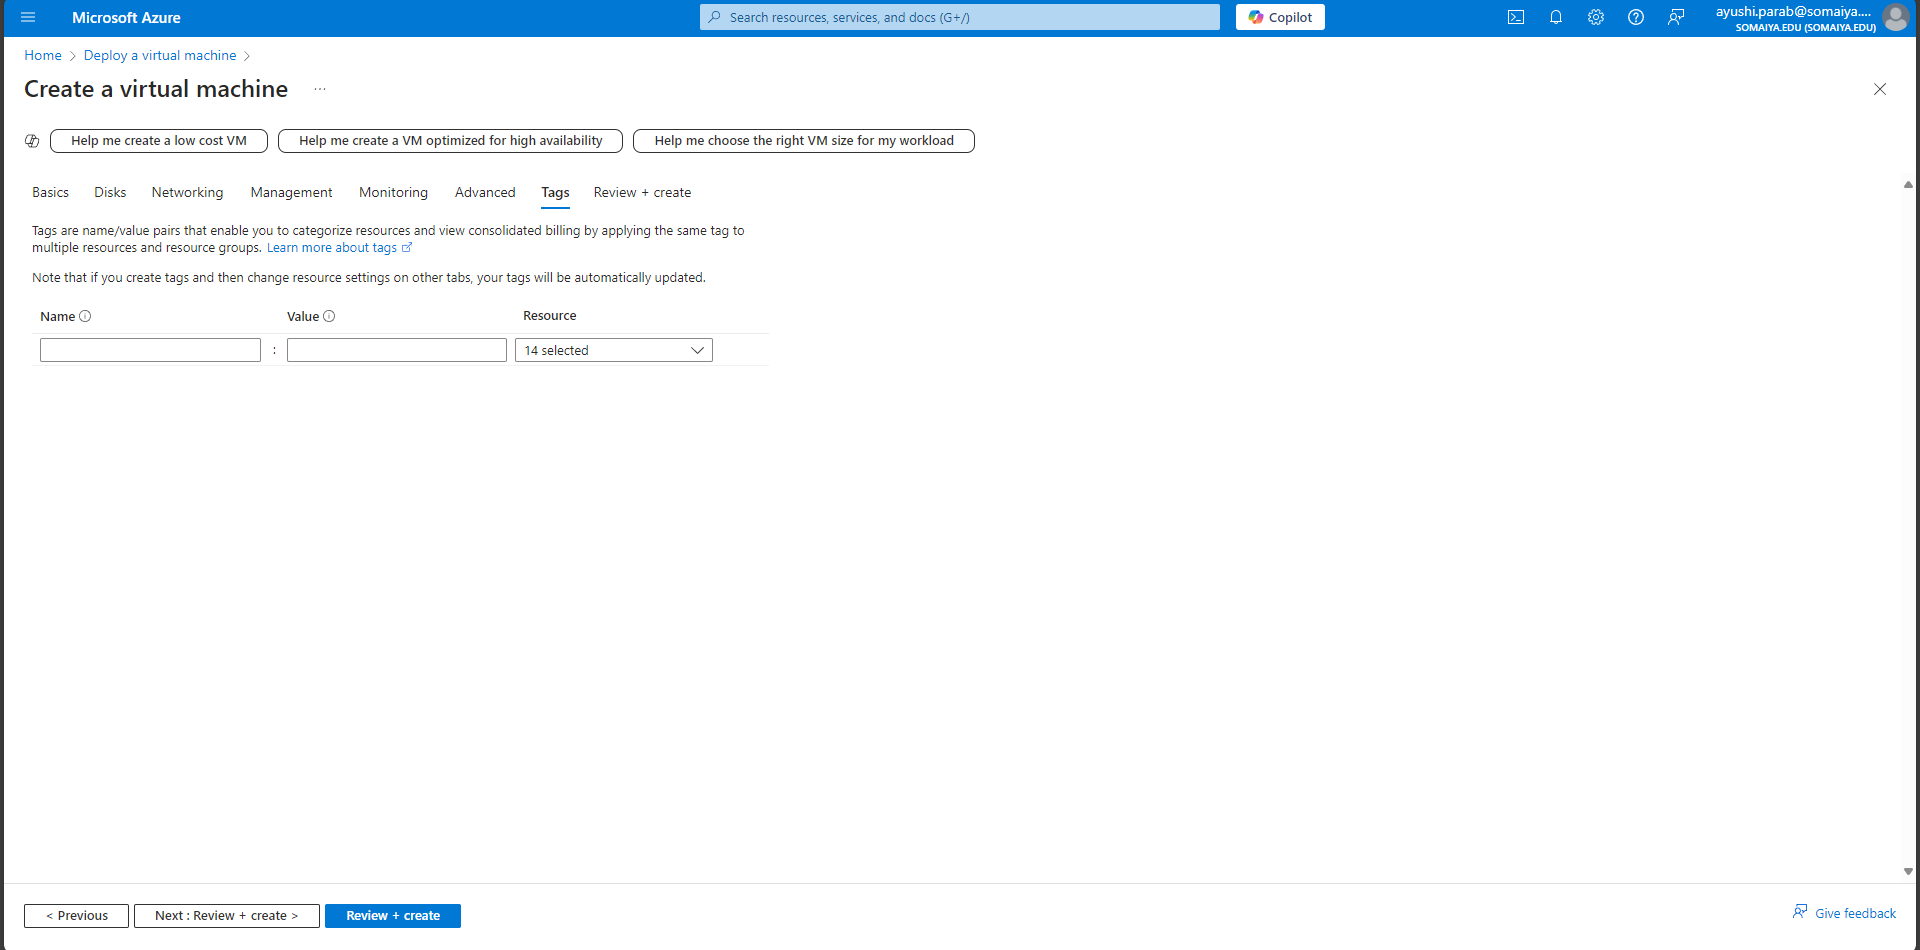 Microsoft Azure
Search resources, services, and docs (G+/)
Copilot
ayushi.parab@somaiya....
SOMAIYA.EDU (SOMAIYA.EDU)
Home > Deploy a virtual machine >
Create a virtual machine ...
Help me create a low cost VM
Help me create a VM optimized for high availability
Help me choose the right VM size for my workload
Basics Disks Networking Management Monitoring Advanced Tags Review + create
Tags are name/value pairs that enable you to categorize resources and view consolidated billing by applying the same tag to
multiple resources and resource groups. Learn more about tags
Note that if you create tags and then change resource settings on other tabs, your tags will be automatically updated.
Name Value Resource
: 14 selected
< Previous
Next : Review + create >
Review + create
Give feedback